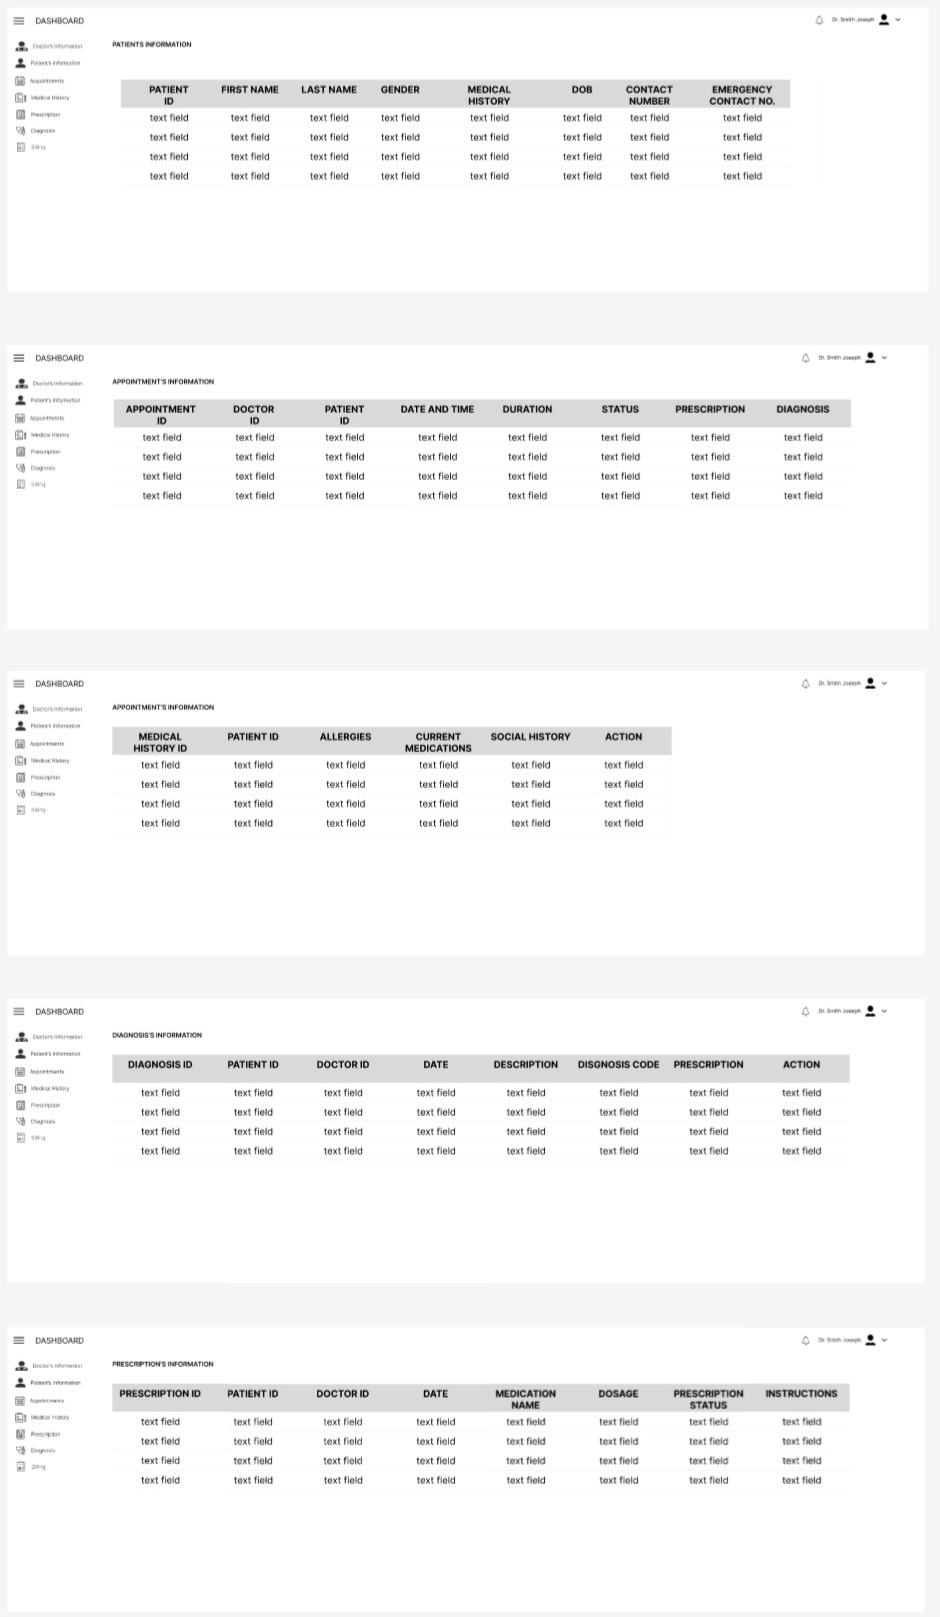 DASHBOARD
Dr. Smith Joseph
Doctor's Information
Patient's Information
Appointments
Medical History
Prescription
Diagnosis
Billing
PATIENTS INFORMATION
PATIENT ID FIRST NAME LAST NAME GENDER MEDICAL HISTORY DOB CONTACT NUMBER EMERGENCY CONTACT NO.
text field text field text field text field text field text field text field text field
text field text field text field text field text field text field text field text field
text field text field text field text field text field text field text field text field
text field text field text field text field text field text field text field text field
DASHBOARD
Dr. Smith Joseph
Doctor's Information
Patient's Information
Appointments
Medical History
Prescription
Diagnosis
Billing
APPOINTMENT'S INFORMATION
APPOINTMENT ID DOCTOR ID PATIENT ID DATE AND TIME DURATION STATUS PRESCRIPTION DIAGNOSIS
text field text field text field text field text field text field text field text field
text field text field text field text field text field text field text field text field
text field text field text field text field text field text field text field text field
text field text field text field text field text field text field text field text field
DASHBOARD
Dr. Smith Joseph
Doctor's Information
Patient's Information
Appointments
Medical History
Prescription
Diagnosis
Billing
APPOINTMENT'S INFORMATION
MEDICAL HISTORY ID PATIENT ID ALLERGIES CURRENT MEDICATIONS SOCIAL HISTORY ACTION
text field text field text field text field text field text field
text field text field text field text field text field text field
text field text field text field text field text field text field
text field text field text field text field text field text field
DASHBOARD
Dr. Smith Joseph
Doctor's Information
Patient's Information
Appointments
Medical History
Prescription
Diagnosis
Billing
DIAGNOSIS'S INFORMATION
DIAGNOSIS ID PATIENT ID DOCTOR ID DATE DESCRIPTION DISGNOSIS CODE PRESCRIPTION ACTION
text field text field text field text field text field text field text field text field
text field text field text field text field text field text field text field text field
text field text field text field text field text field text field text field text field
text field text field text field text field text field text field text field text field
DASHBOARD
Dr. Smith Joseph
Doctor's Information
Patient's Information
Appointments
Medical History
Prescription
Diagnosis
Billing
PRESCRIPTION'S INFORMATION
PRESCRIPTION ID PATIENT ID DOCTOR ID DATE MEDICATION NAME DOSAGE PRESCRIPTION STATUS INSTRUCTIONS
text field text field text field text field text field text field text field text field
text field text field text field text field text field text field text field text field
text field text field text field text field text field text field text field text field
text field text field text field text field text field text field text field text field